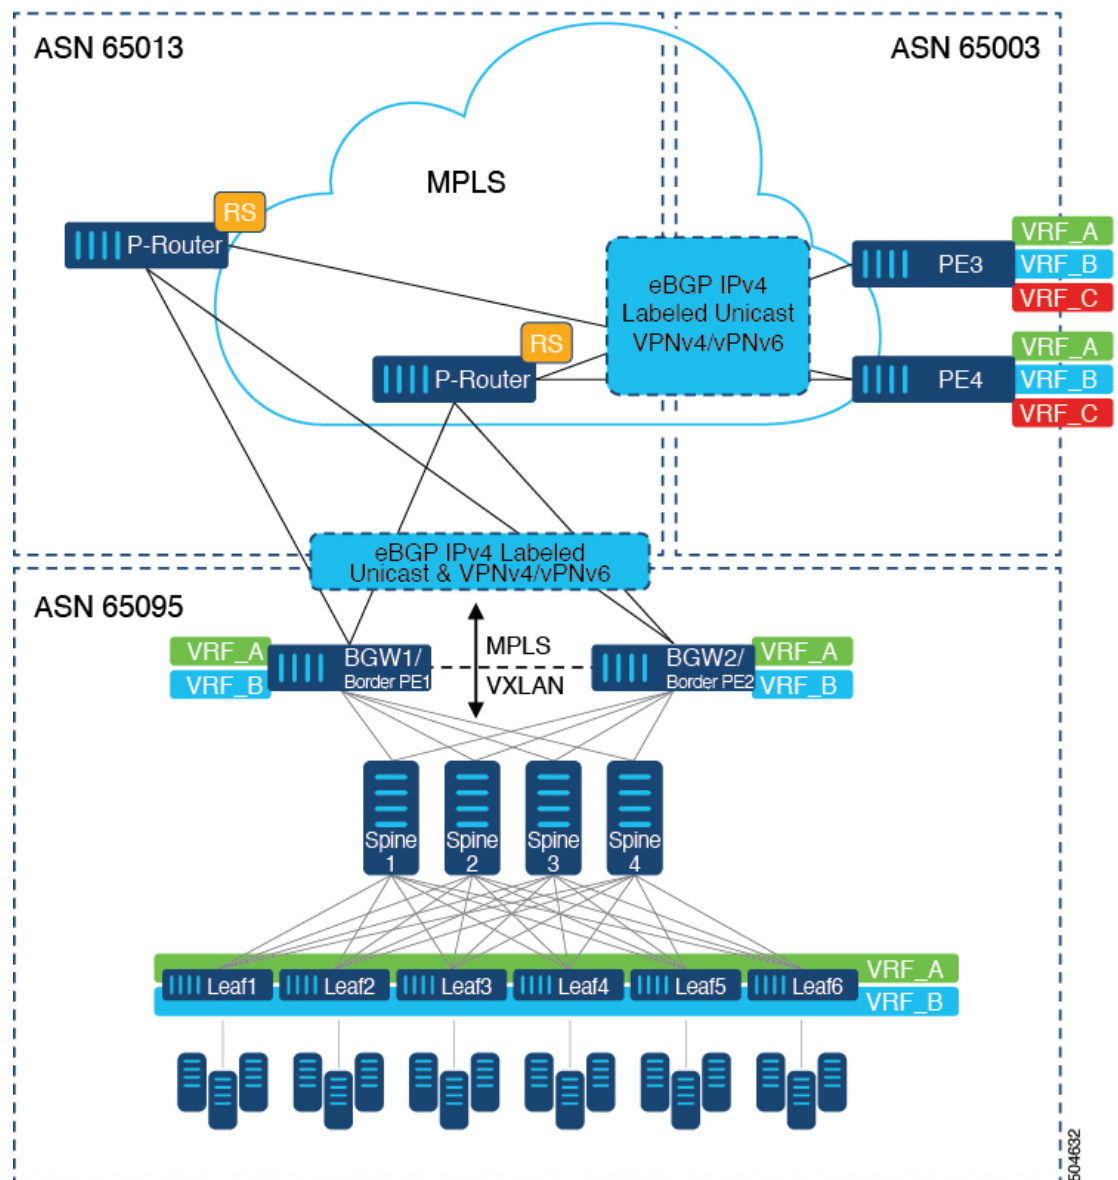 ASN 65013
ASN 65003
MPLS
RS
P-Router
VRF_A
PE3
VRF_B
VRF_C
eBGP IPv4
Labeled Unicast
VPNv4/vPNv6
RS
P-Router
VRF_A
PE4
VRF_B
VRF_C
eBGP IPv4 Labeled
Unicast & VPNv4/vPNv6
ASN 65095
VRF_A
VRF_B
BGW1/
Border PE1
MPLS
VXLAN
BGW2/
Border PE2
VRF_A
VRF_B
Spine
1
Spine
2
Spine
3
Spine
4
Leaf1
Leaf2
Leaf3
Leaf4
Leaf5
Leaf6
VRF_A
VRF_B
504632